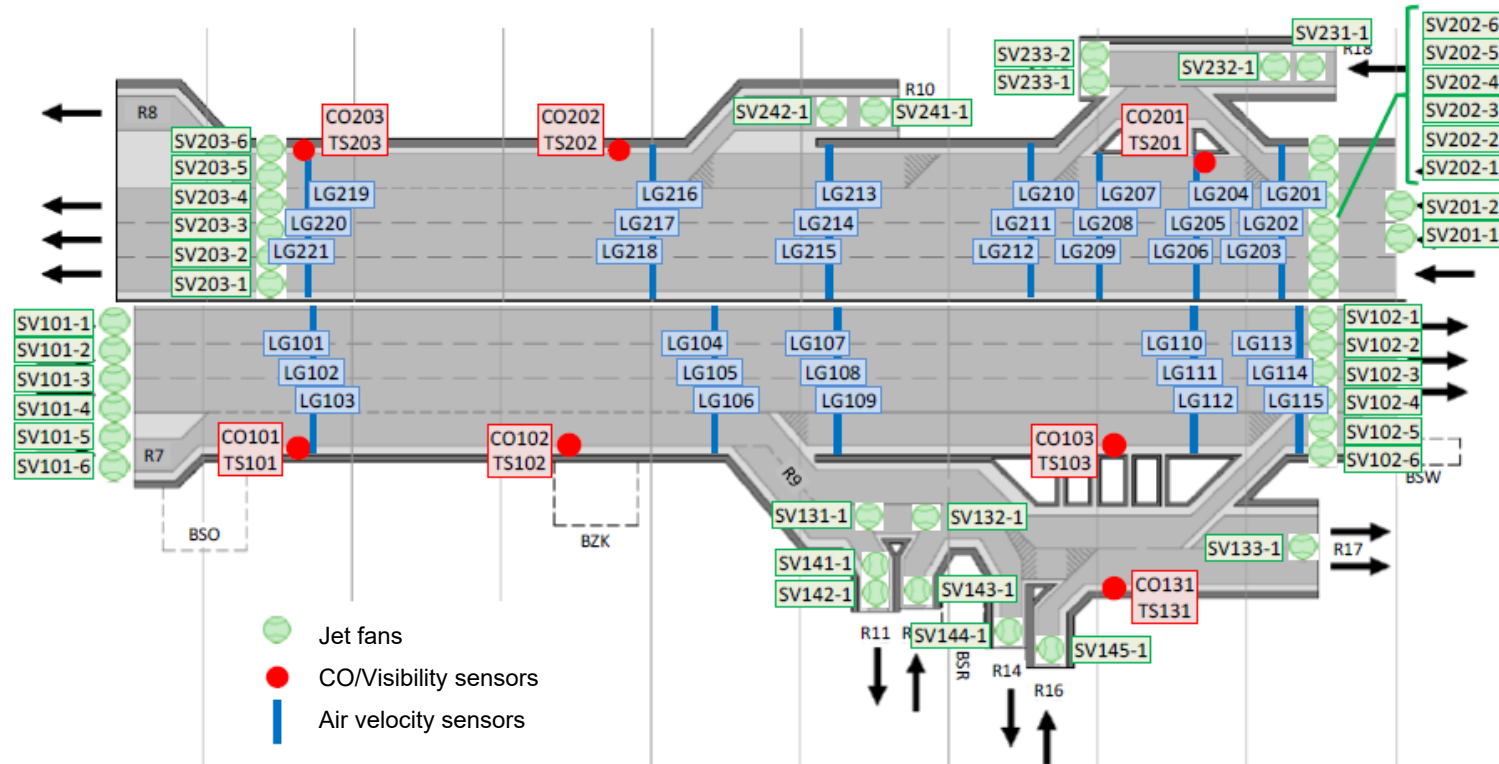 SV202-6
SV202-5
SV202-4
SV202-3
SV202-2
SV202-1
SV201-2
SV201-1
SV231-1
R18
SV233-2
SV233-1
SV232-1
R8
CO203
TS203
CO202
TS202
R10
SV242-1
SV241-1
CO201
TS201
SV203-6
SV203-5
SV203-4
SV203-3
SV203-2
SV203-1
LG219
LG220
LG221
LG216
LG217
LG218
LG213
LG214
LG215
LG210
LG211
LG212
LG207
LG208
LG209
LG204
LG205
LG206
LG201
LG202
LG203
SV101-1
SV101-2
SV101-3
SV101-4
SV101-5
SV101-6
LG101
LG102
LG103
LG104
LG105
LG106
LG107
LG108
LG109
LG110
LG111
LG112
LG113
LG114
LG115
SV102-1
SV102-2
SV102-3
SV102-4
SV102-5
SV102-6
BSW
R7
CO101
TS101
CO102
TS102
CO103
TS103
R9
BSO
BZK
SV131-1
SV132-1
SV133-1
R17
SV141-1
SV142-1
SV143-1
CO131
TS131
R11
SV144-1
BSR
R14
SV145-1
R16
Jet fans
CO/Visibility sensors
Air velocity sensors